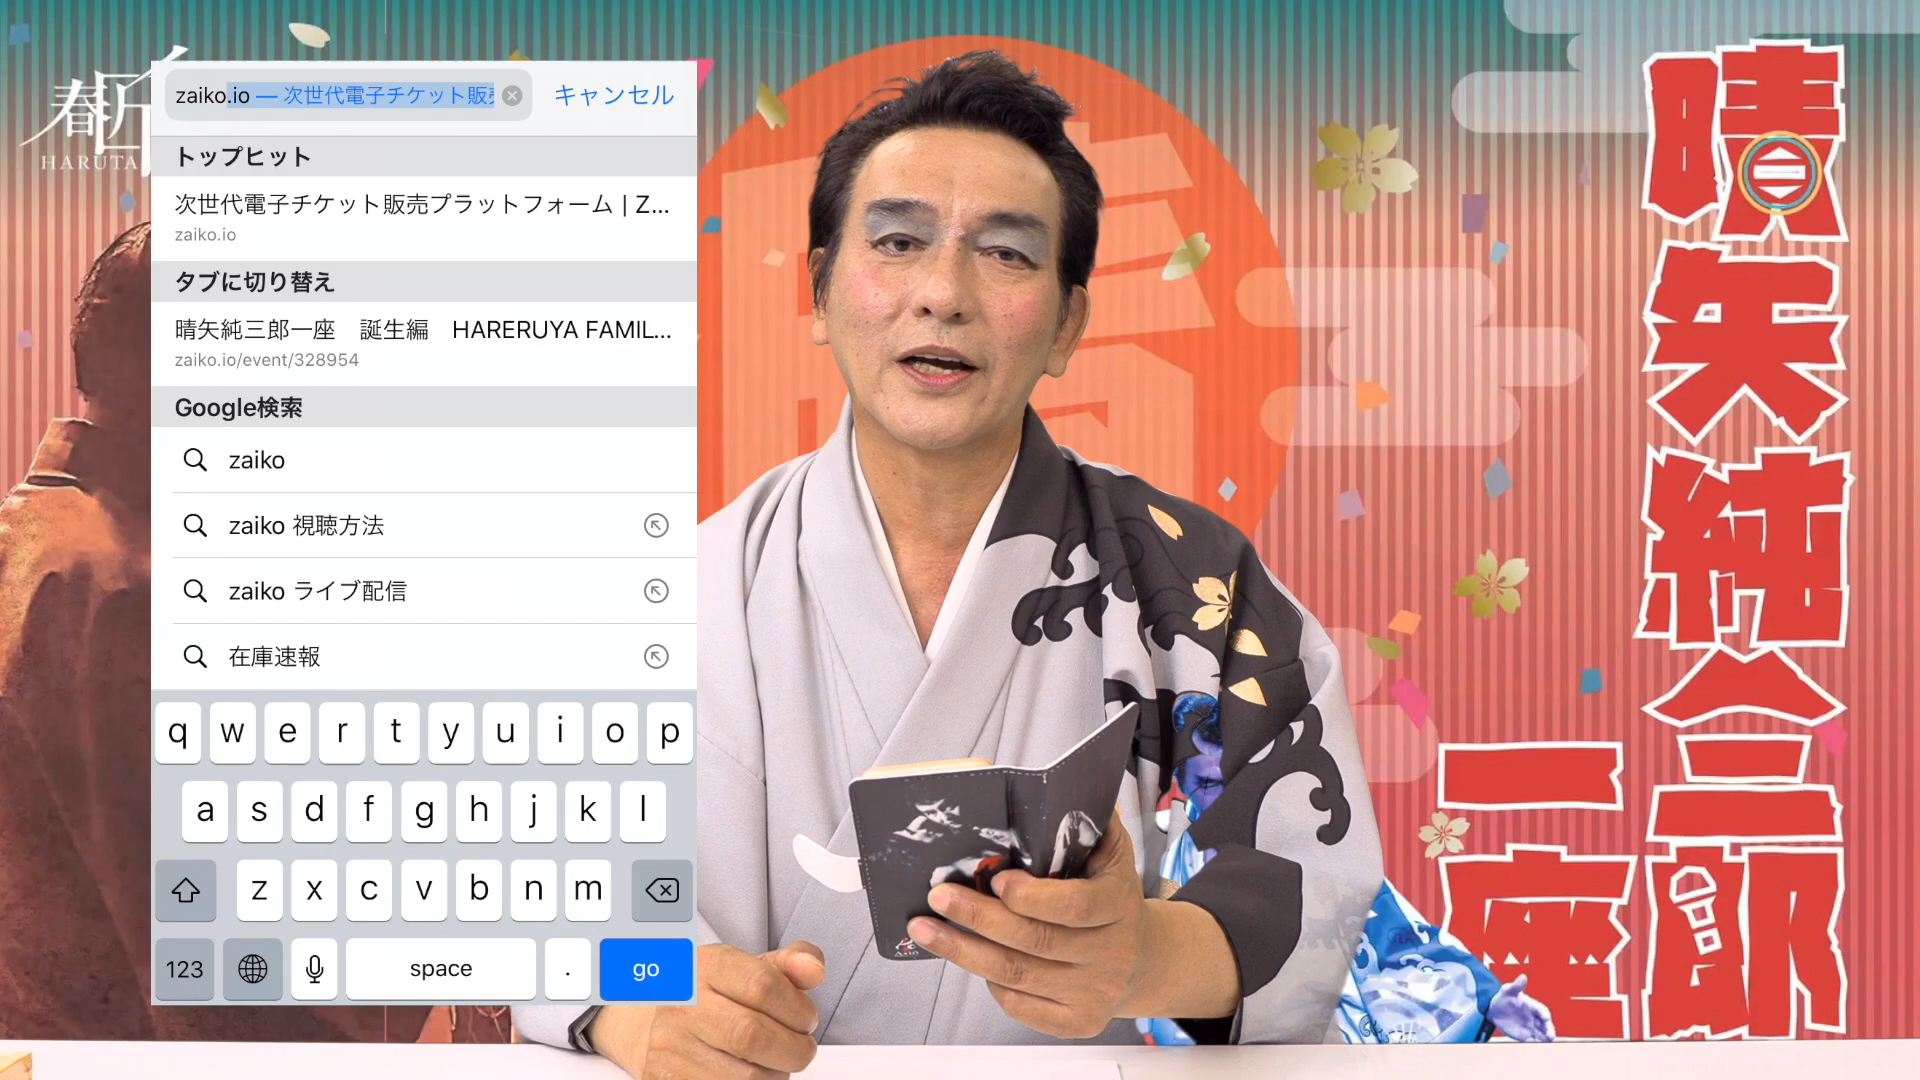 zaiko.io — 次世代電子チケット販売
キャンセル
トップヒット
次世代電子チケット販売プラットフォーム | Z...
zaiko.io
タブに切り替え
晴矢純三郎一座 誕生編 HARERUYA FAMIL...
zaiko.io/event/328954
Google検索
zaiko
zaiko 視聴方法
zaiko ライブ配信
在庫速報
q w e r t y u i o p
a s d f g h j k l
z x c v b n m
123 space . go
HARUTA
晴矢純三郎
一座